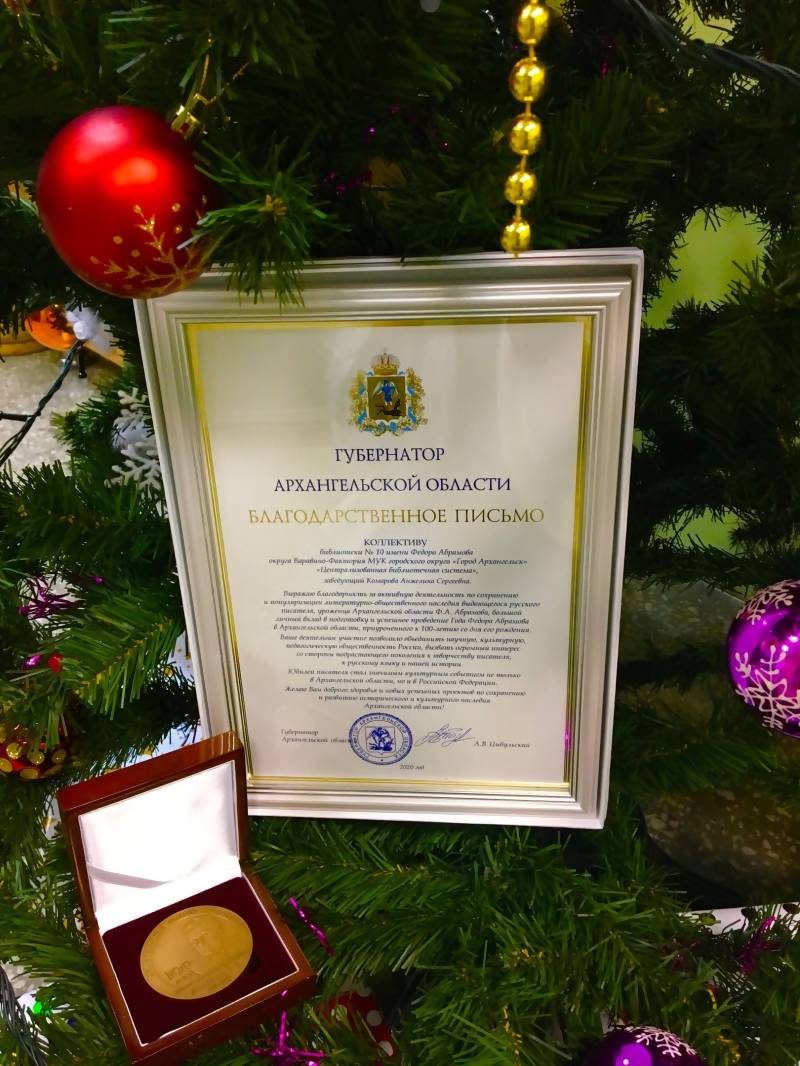 ГУБЕРНАТОР
АРХАНГЕЛЬСКОЙ ОБЛАСТИ
БЛАГОДАРСТВЕННОЕ ПИСЬМО
КОЛЛЕКТИВУ
библиотеки № 10 имени Федора Абрамова
округа Варавино-Фактория МУК городского округа «Город Архангельск»
«Централизованная библиотечная система»,
заведующий Комарова Анжелика Сергеевна.
Выражаю благодарность за активную деятельность по сохранению
и популяризации литературно-общественного наследия выдающегося русского
писателя, уроженца Архангельской области Ф.А. Абрамова, большой
личный вклад в подготовку и успешное проведение Года Федора Абрамова
в Архангельской области, приуроченного к 100-летию со дня его рождения.
Ваше деятельное участие позволило объединить научную, культурную,
педагогическую общественность России, вызвать огромный интерес
со стороны подрастающего поколения к творчеству писателя,
к русскому языку и нашей истории.
Юбилей писателя стал значимым культурным событием не только
в Архангельской области, но и в Российской Федерации.
Желаю Вам доброго здоровья и новых успешных проектов по сохранению
и развитию исторического и культурного наследия
Архангельской области!
Губернатор
Архангельской области
А.В. Цыбульский
2020 год